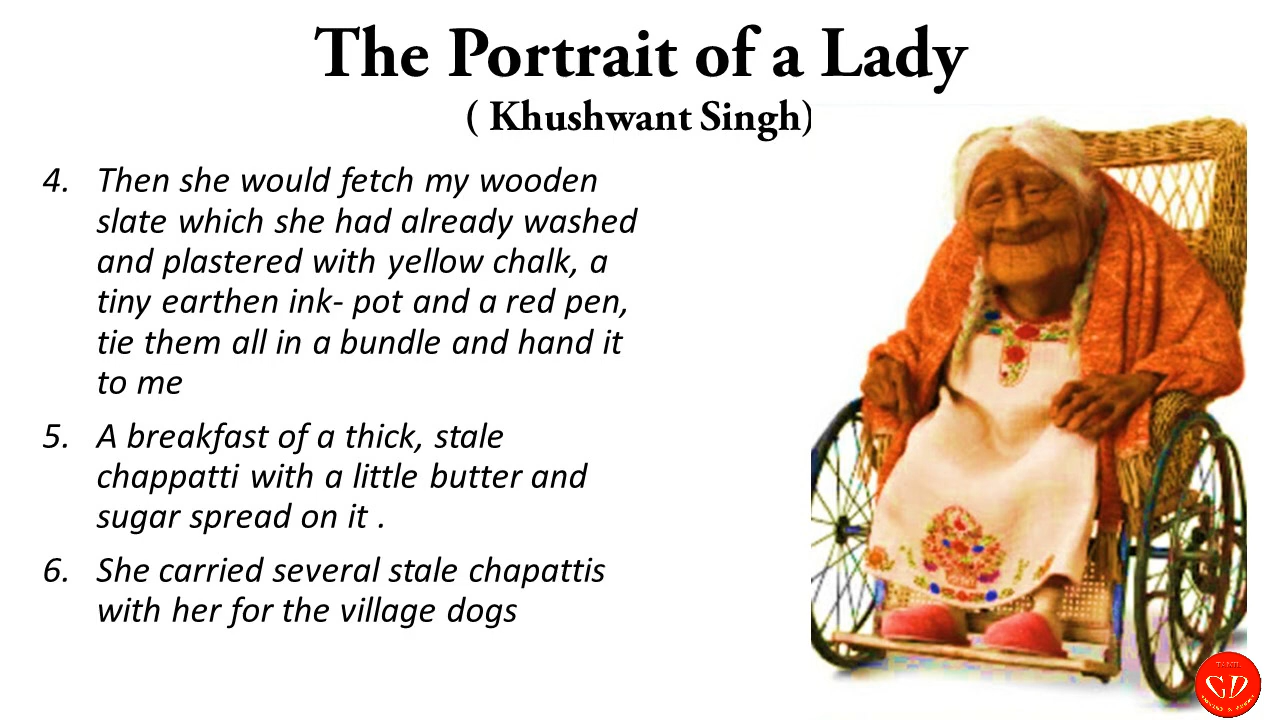 The Portrait of a Lady
( Khushwant Singh)
4. Then she would fetch my wooden
slate which she had already washed
and plastered with yellow chalk, a
tiny earthen ink- pot and a red pen,
tie them all in a bundle and hand it
to me
5. A breakfast of a thick, stale
chappatti with a little butter and
sugar spread on it .
6. She carried several stale chapattis
with her for the village dogs
GD